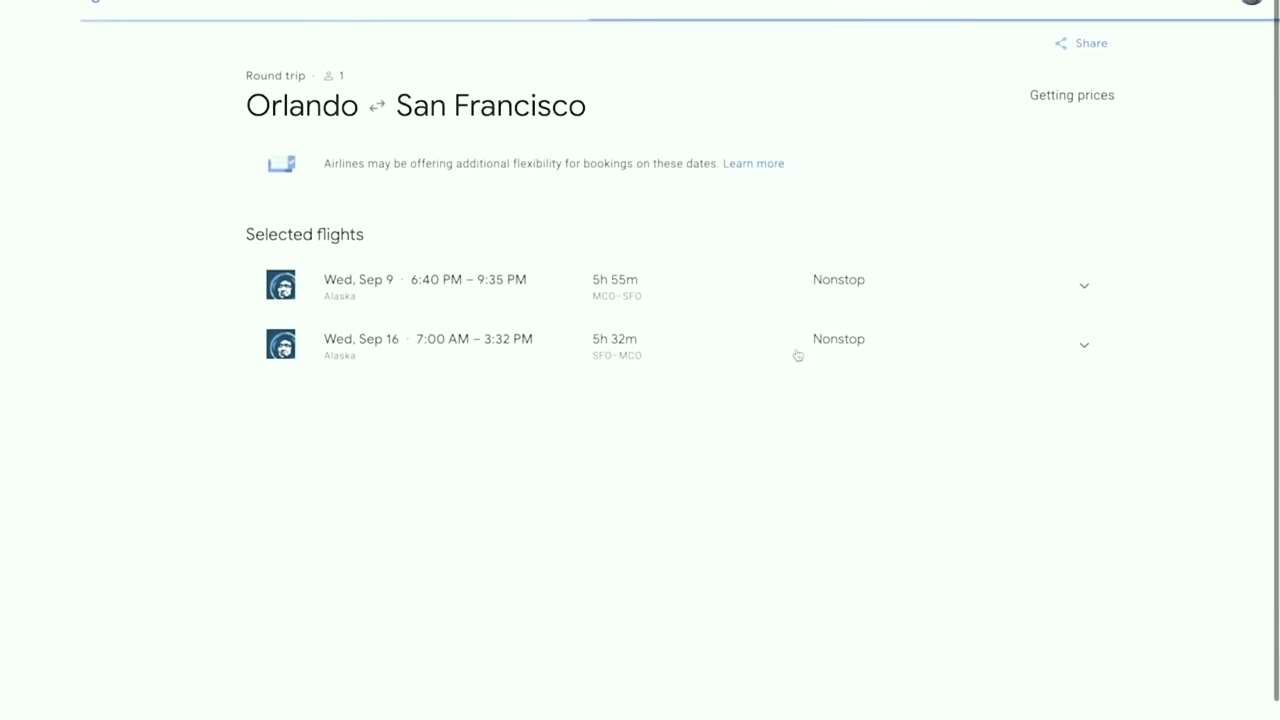 Share
Round trip · 1
Orlando San Francisco
Getting prices
Airlines may be offering additional flexibility for bookings on these dates. Learn more
Selected flights
Wed, Sep 9 · 6:40 PM – 9:35 PM 5h 55m Nonstop
Alaska MCO–SFO
Wed, Sep 16 · 7:00 AM – 3:32 PM 5h 32m Nonstop
Alaska SFO–MCO